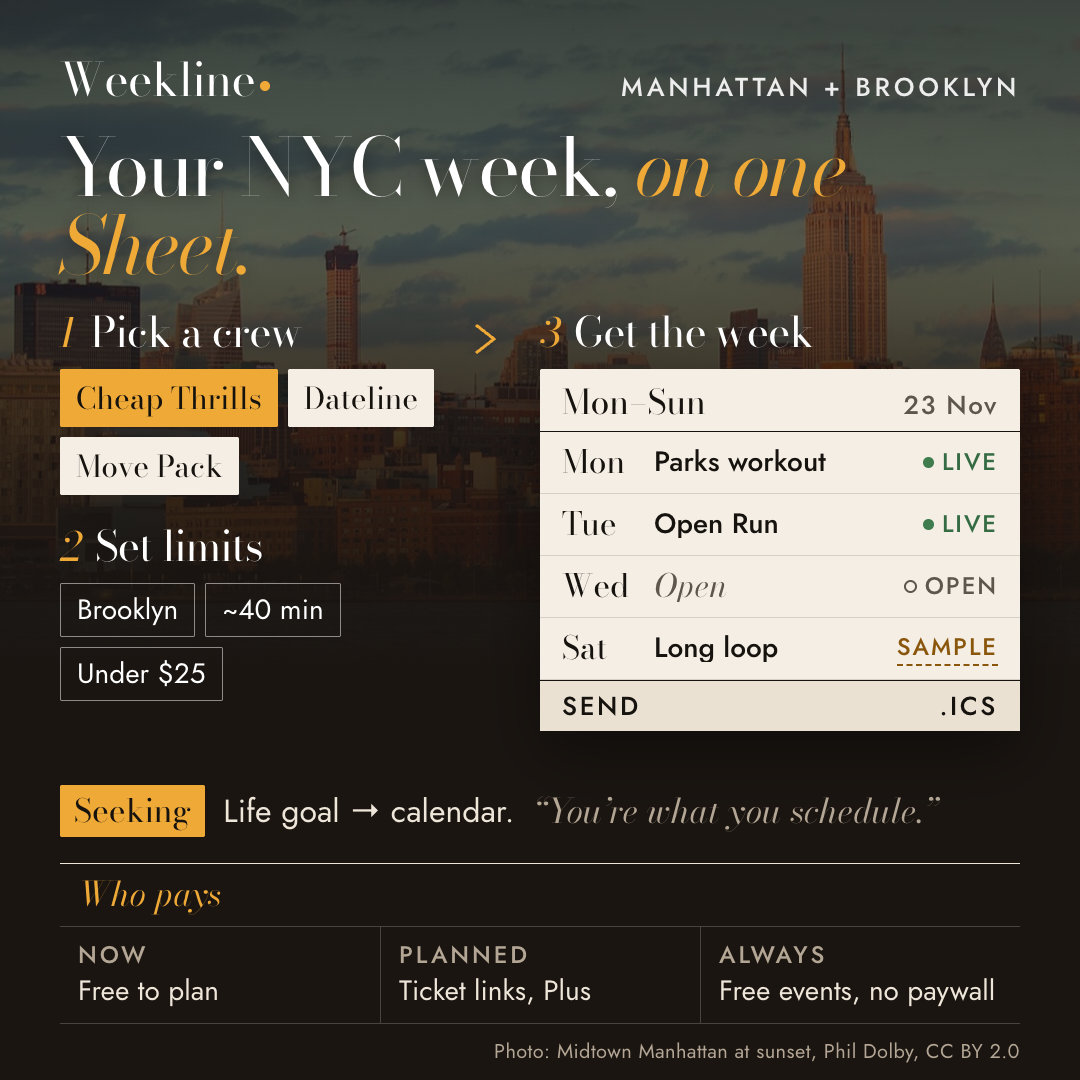 Weekline•
MANHATTAN + BROOKLYN
Your NYC week, on one
Sheet.
1 Pick a crew
Cheap Thrills
Dateline
Move Pack
2 Set limits
Brooklyn
~40 min
Under $25
>
3 Get the week
Mon–Sun 23 Nov
Mon Parks workout LIVE
Tue Open Run LIVE
Wed Open OPEN
Sat Long loop SAMPLE
SEND .ICS
Seeking Life goal → calendar. “You’re what you schedule.”
Who pays
NOW
Free to plan
PLANNED
Ticket links, Plus
ALWAYS
Free events, no paywall
Photo: Midtown Manhattan at sunset, Phil Dolby, CC BY 2.0